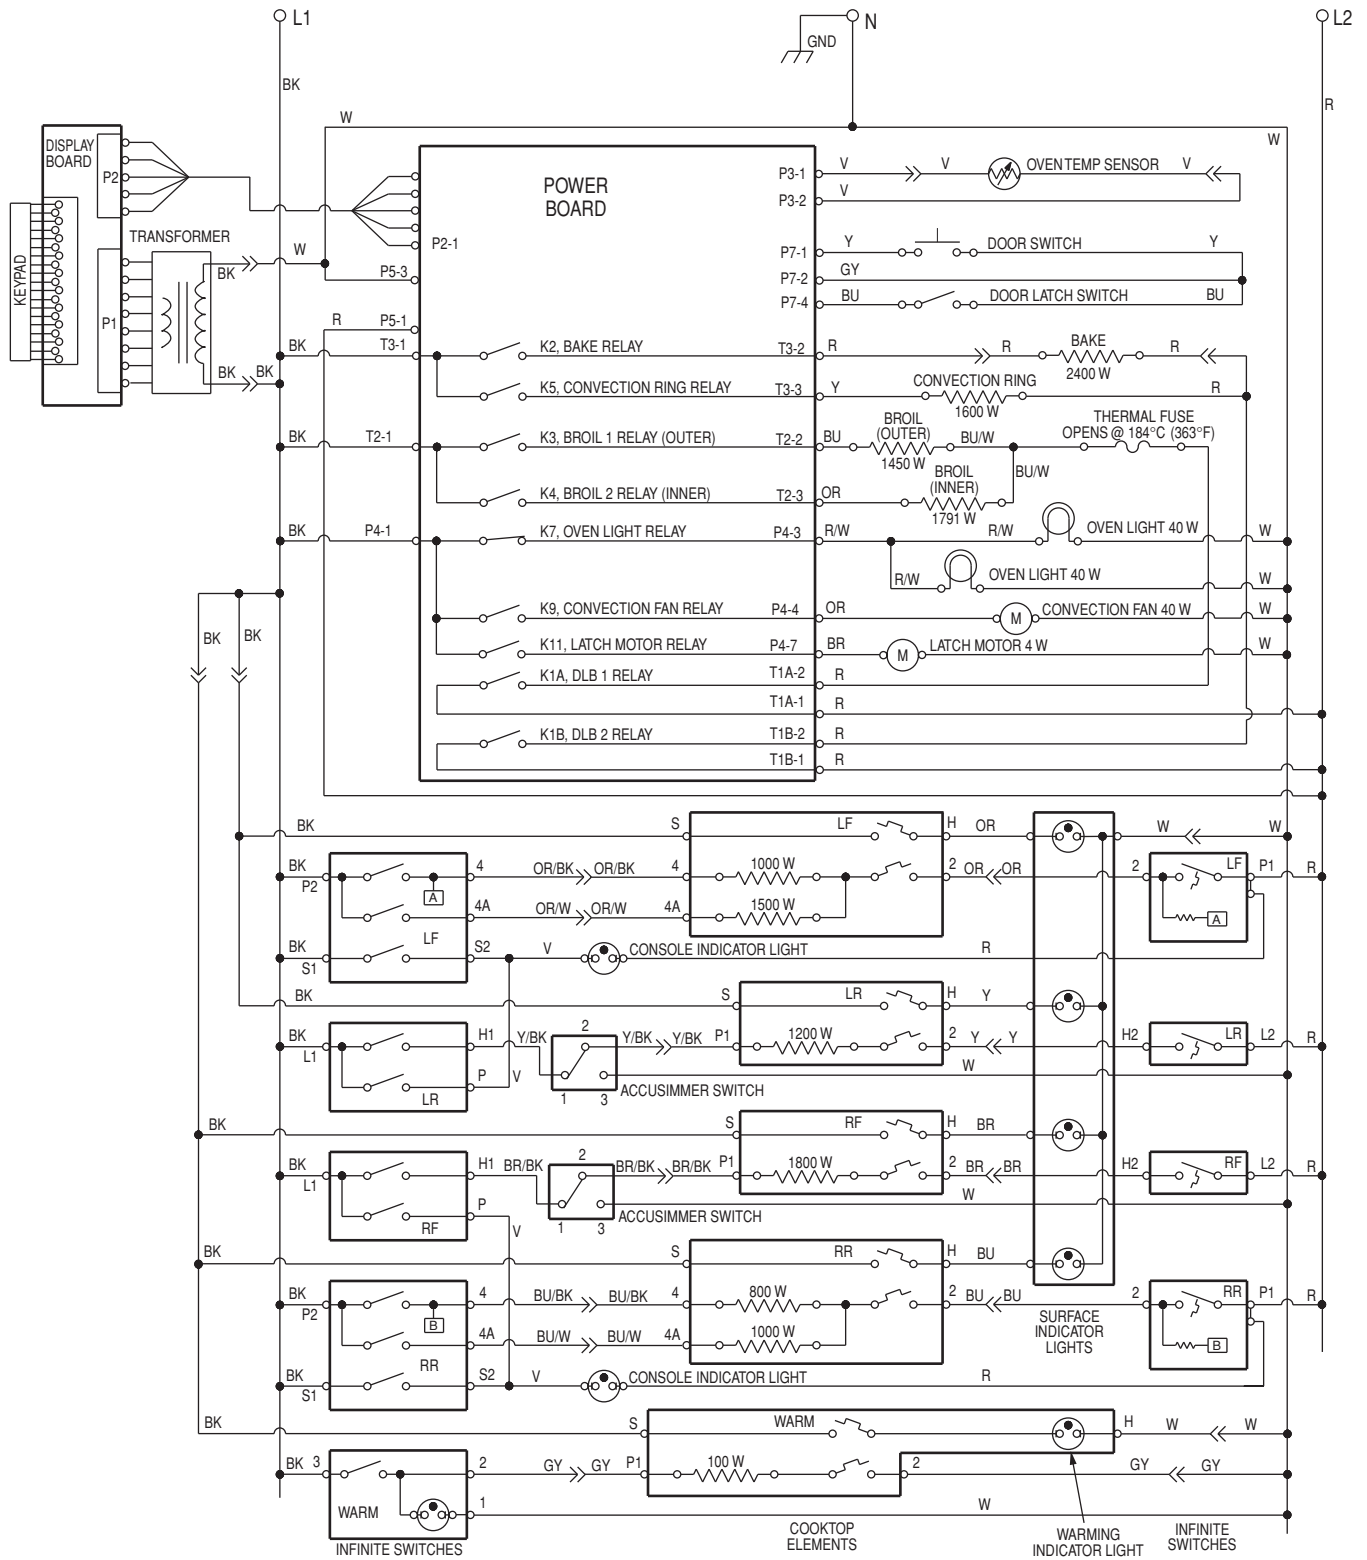 L1
N
L2
GND
BK
R
W
W
DISPLAY
BOARD
P2
P1
KEYPAD
TRANSFORMER
BK
W
BK BK
POWER
BOARD
P2-1
P5-3
R P5-1
P3-1 V V OVEN TEMP SENSOR V
P3-2 V
P7-1 Y DOOR SWITCH Y
P7-2 GY
P7-4 BU DOOR LATCH SWITCH BU
BK T3-1 K2, BAKE RELAY T3-2 R R BAKE R
2400 W
K5, CONVECTION RING RELAY T3-3 Y CONVECTION RING R
1600 W
BK T2-1 K3, BROIL 1 RELAY (OUTER) T2-2 BU BROIL
(OUTER) BU/W
1450 W
THERMAL FUSE
OPENS @ 184°C (363°F)
BU/W
K4, BROIL 2 RELAY (INNER) T2-3 OR BROIL
(INNER)
1791 W
BK P4-1 K7, OVEN LIGHT RELAY P4-3 R/W R/W OVEN LIGHT 40 W W
R/W OVEN LIGHT 40 W W
K9, CONVECTION FAN RELAY P4-4 OR M CONVECTION FAN 40 W W
K11, LATCH MOTOR RELAY P4-7 BR M LATCH MOTOR 4 W W
K1A, DLB 1 RELAY T1A-2 R
T1A-1 R
K1B, DLB 2 RELAY T1B-2 R
T1B-1 R
BK
BK
BK S LF H OR W W
BK P2 4 OR/BK OR/BK 4 1000 W 2 OR OR 2 LF P1 R
A
4A OR/W OR/W 4A 1500 W A
LF
BK S1 S2 V CONSOLE INDICATOR LIGHT R
BK S LR H Y
BK L1 H1 Y/BK 2 Y/BK Y/BK P1 1200 W 2 Y Y H2 LR L2 R
W
P V
LR
1 3 ACCUSIMMER SWITCH
BK S RF H BR
BK L1 H1 BR/BK 2 BR/BK BR/BK P1 1800 W 2 BR BR H2 RF L2 R
W
P V
RF
1 3 ACCUSIMMER SWITCH
BK S RR H BU
BK P2 4 BU/BK BU/BK 4 800 W 2 BU BU 2 RR P1 R
B
4A BU/W BU/W 4A 1000 W B
RR
SURFACE
INDICATOR
LIGHTS
BK S1 S2 V CONSOLE INDICATOR LIGHT R
BK S WARM H W W
BK 3 2 GY GY P1 100 W 2 GY GY
WARM 1 W
INFINITE SWITCHES
COOKTOP
ELEMENTS
WARMING
INDICATOR LIGHT
INFINITE
SWITCHES